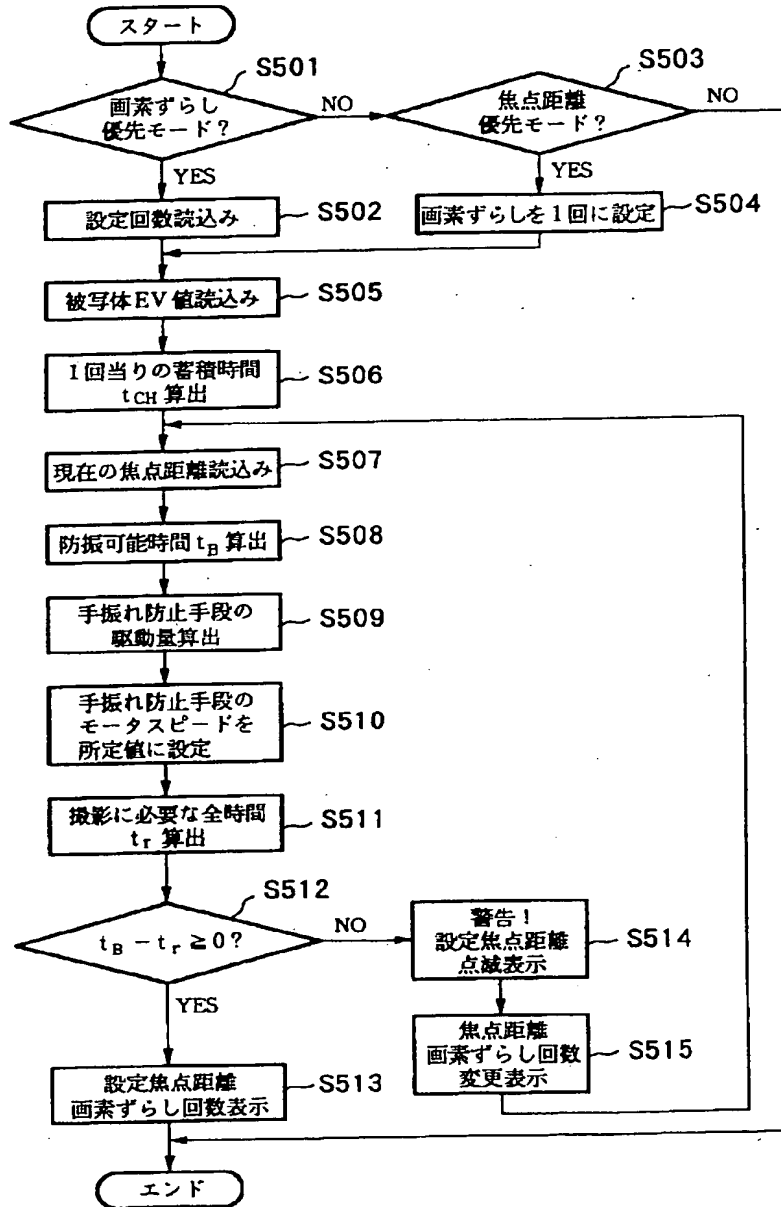 スタート
S501
画素ずらし
優先モード？
NO
YES
S503
焦点距離
優先モード？
NO
YES
設定回数読込み
S502
画素ずらしを1回に設定
S504
被写体EV値読込み
S505
1回当りの蓄積時間
tCH 算出
S506
現在の焦点距離読込み
S507
防振可能時間 tB 算出
S508
手振れ防止手段の
駆動量算出
S509
手振れ防止手段の
モータスピードを
所定値に設定
S510
撮影に必要な全時間
tr 算出
S511
S512
tB − tr ≧ 0？
NO
YES
警告！
設定焦点距離
点滅表示
S514
焦点距離
画素ずらし回数
変更表示
S515
設定焦点距離
画素ずらし回数表示
S513
エンド